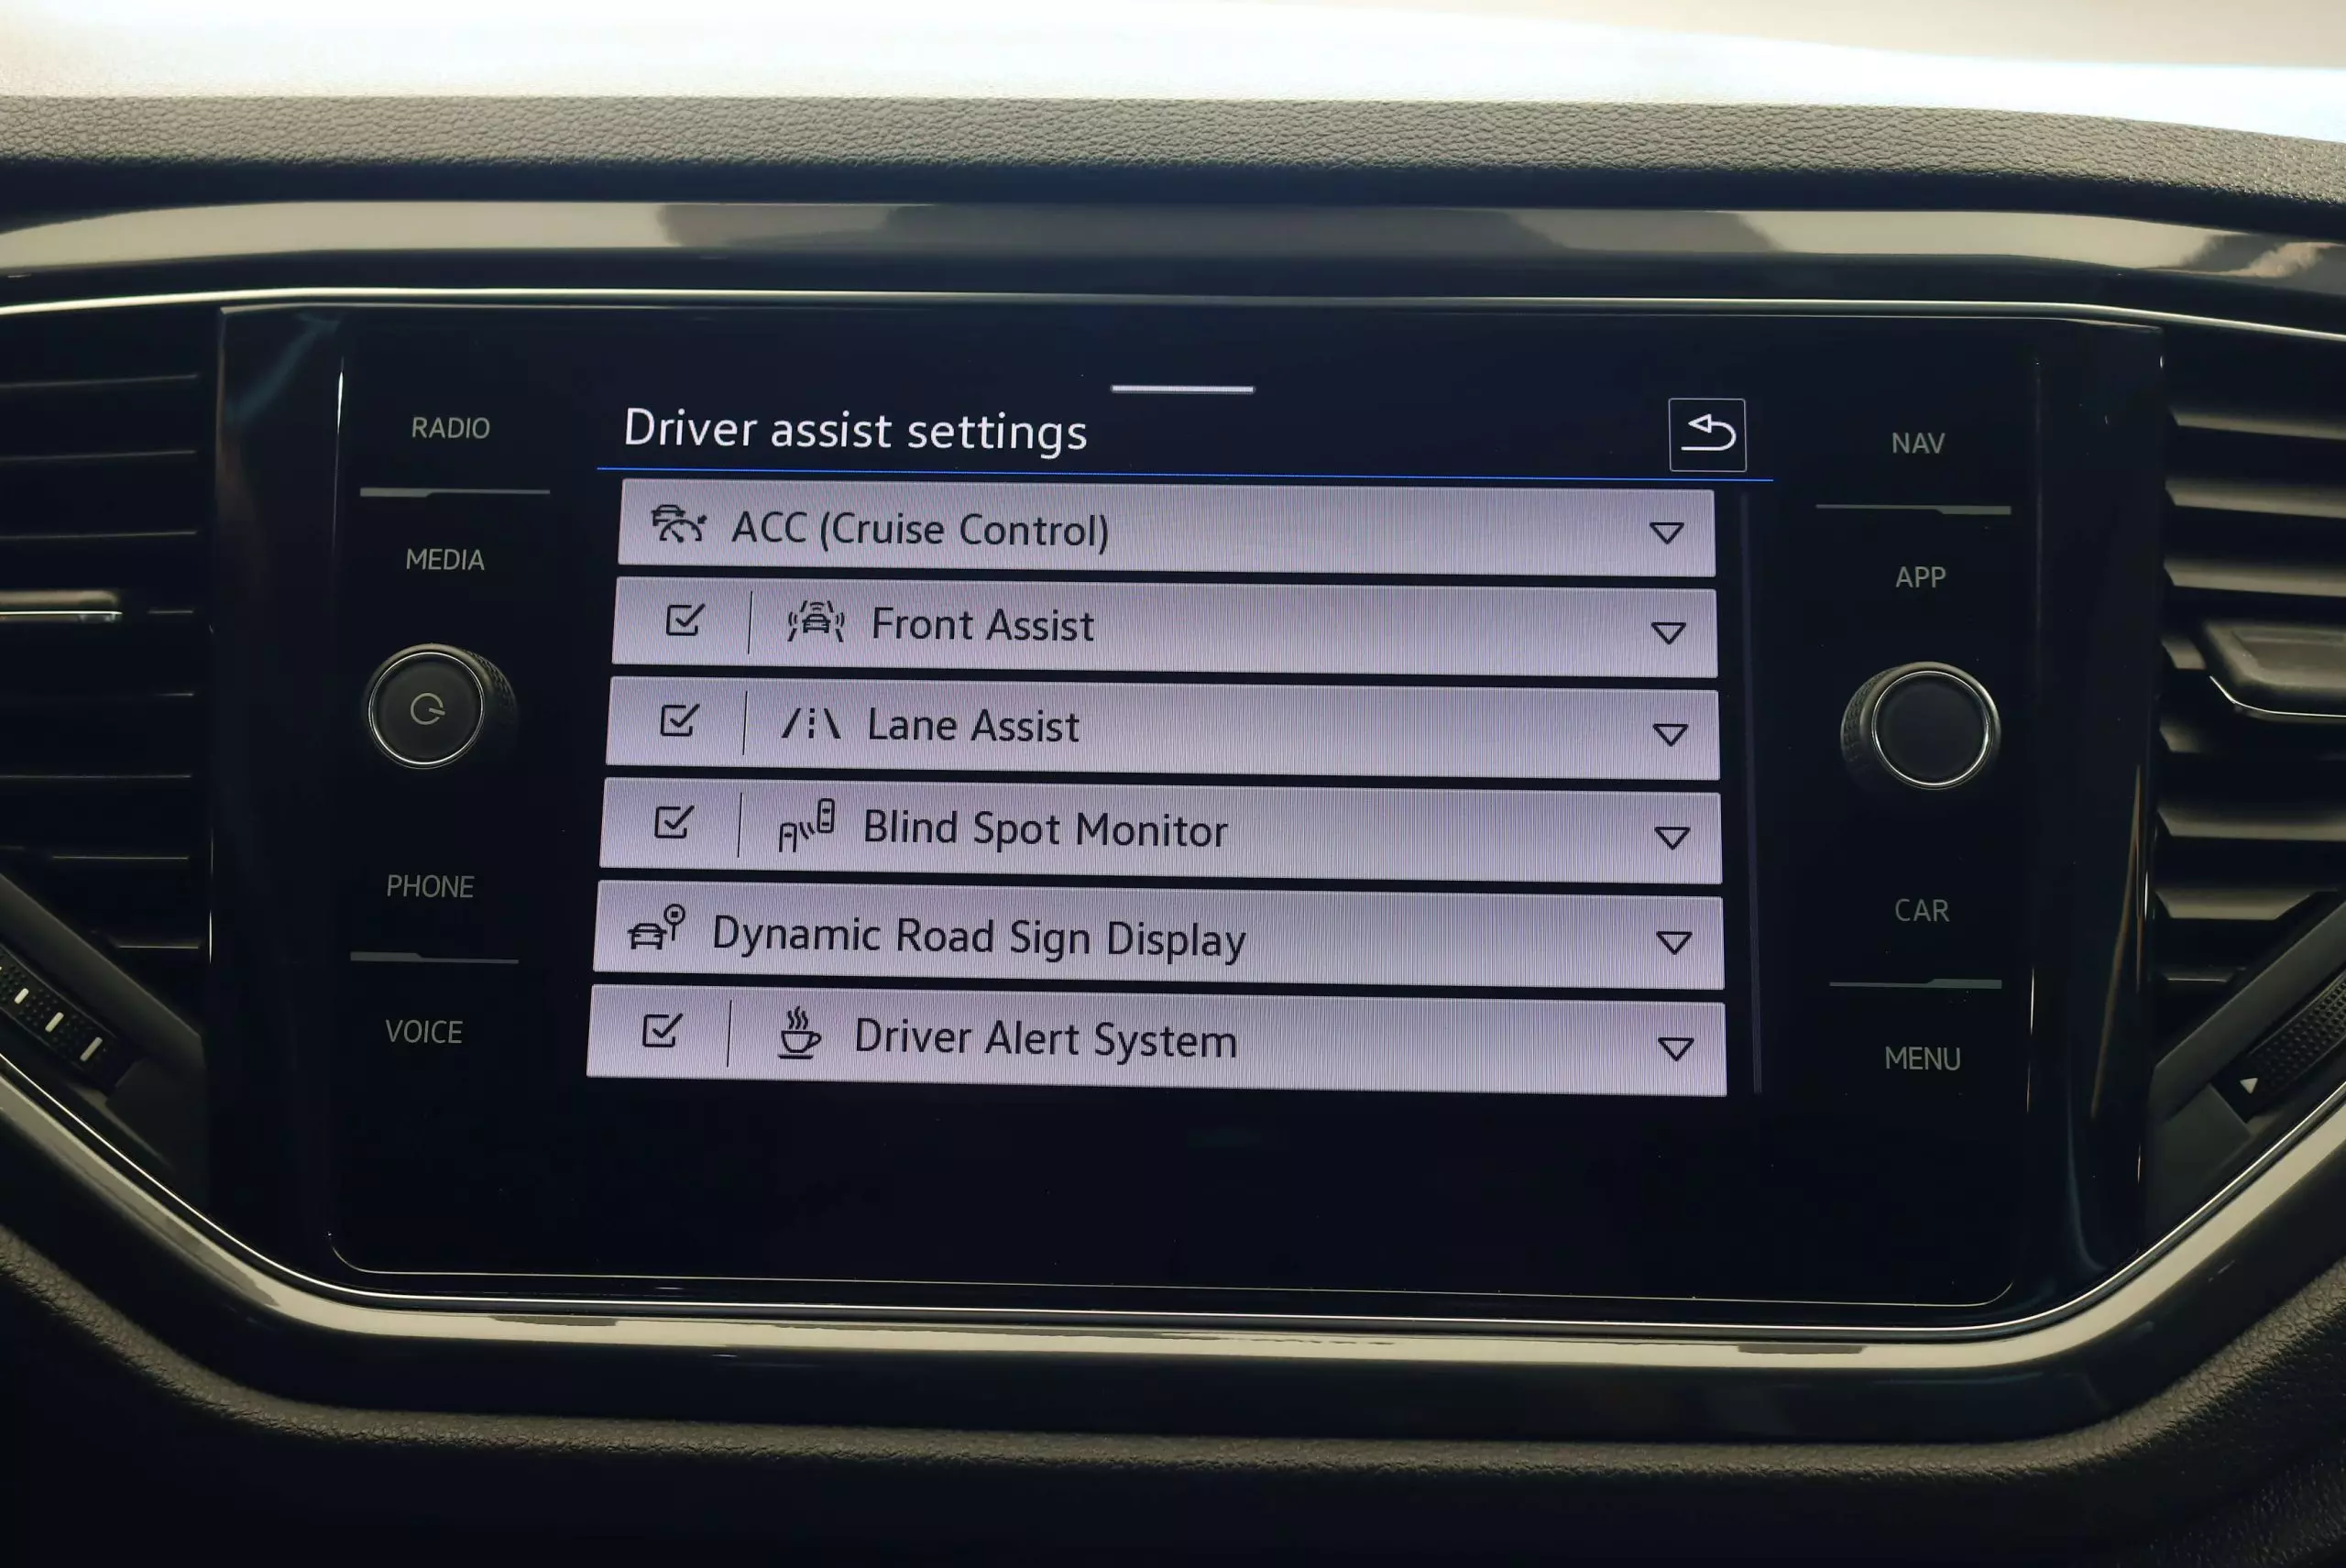 RADIO
MEDIA
PHONE
VOICE
Driver assist settings
ACC (Cruise Control)
Front Assist
Lane Assist
Blind Spot Monitor
Dynamic Road Sign Display
Driver Alert System
NAV
APP
CAR
MENU